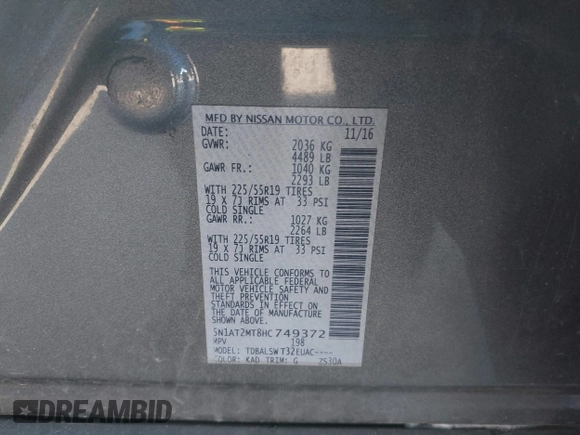 MFD BY NISSAN MOTOR CO., LTD.
DATE: 11/16
GVWR: 2036 KG
4489 LB
GAWR FR.: 1040 KG
2293 LB
WITH 225/55R19 TIRES
19 X 7J RIMS AT 33 PSI
COLD SINGLE
GAWR RR.: 1027 KG
2264 LB
WITH 225/55R19 TIRES
19 X 7J RIMS AT 33 PSI
COLD SINGLE
THIS VEHICLE CONFORMS TO
ALL APPLICABLE FEDERAL
MOTOR VEHICLE SAFETY AND
THEFT PREVENTION
STANDARDS IN EFFECT ON
THE DATE OF MANUFACTURE
SHOWN ABOVE.
5N1AT2MT8HC749372
MPV 198
MODEL: TDBALSW T32EUAC----
COLOR: KAD TRIM: G 2S30A
DREAMBID